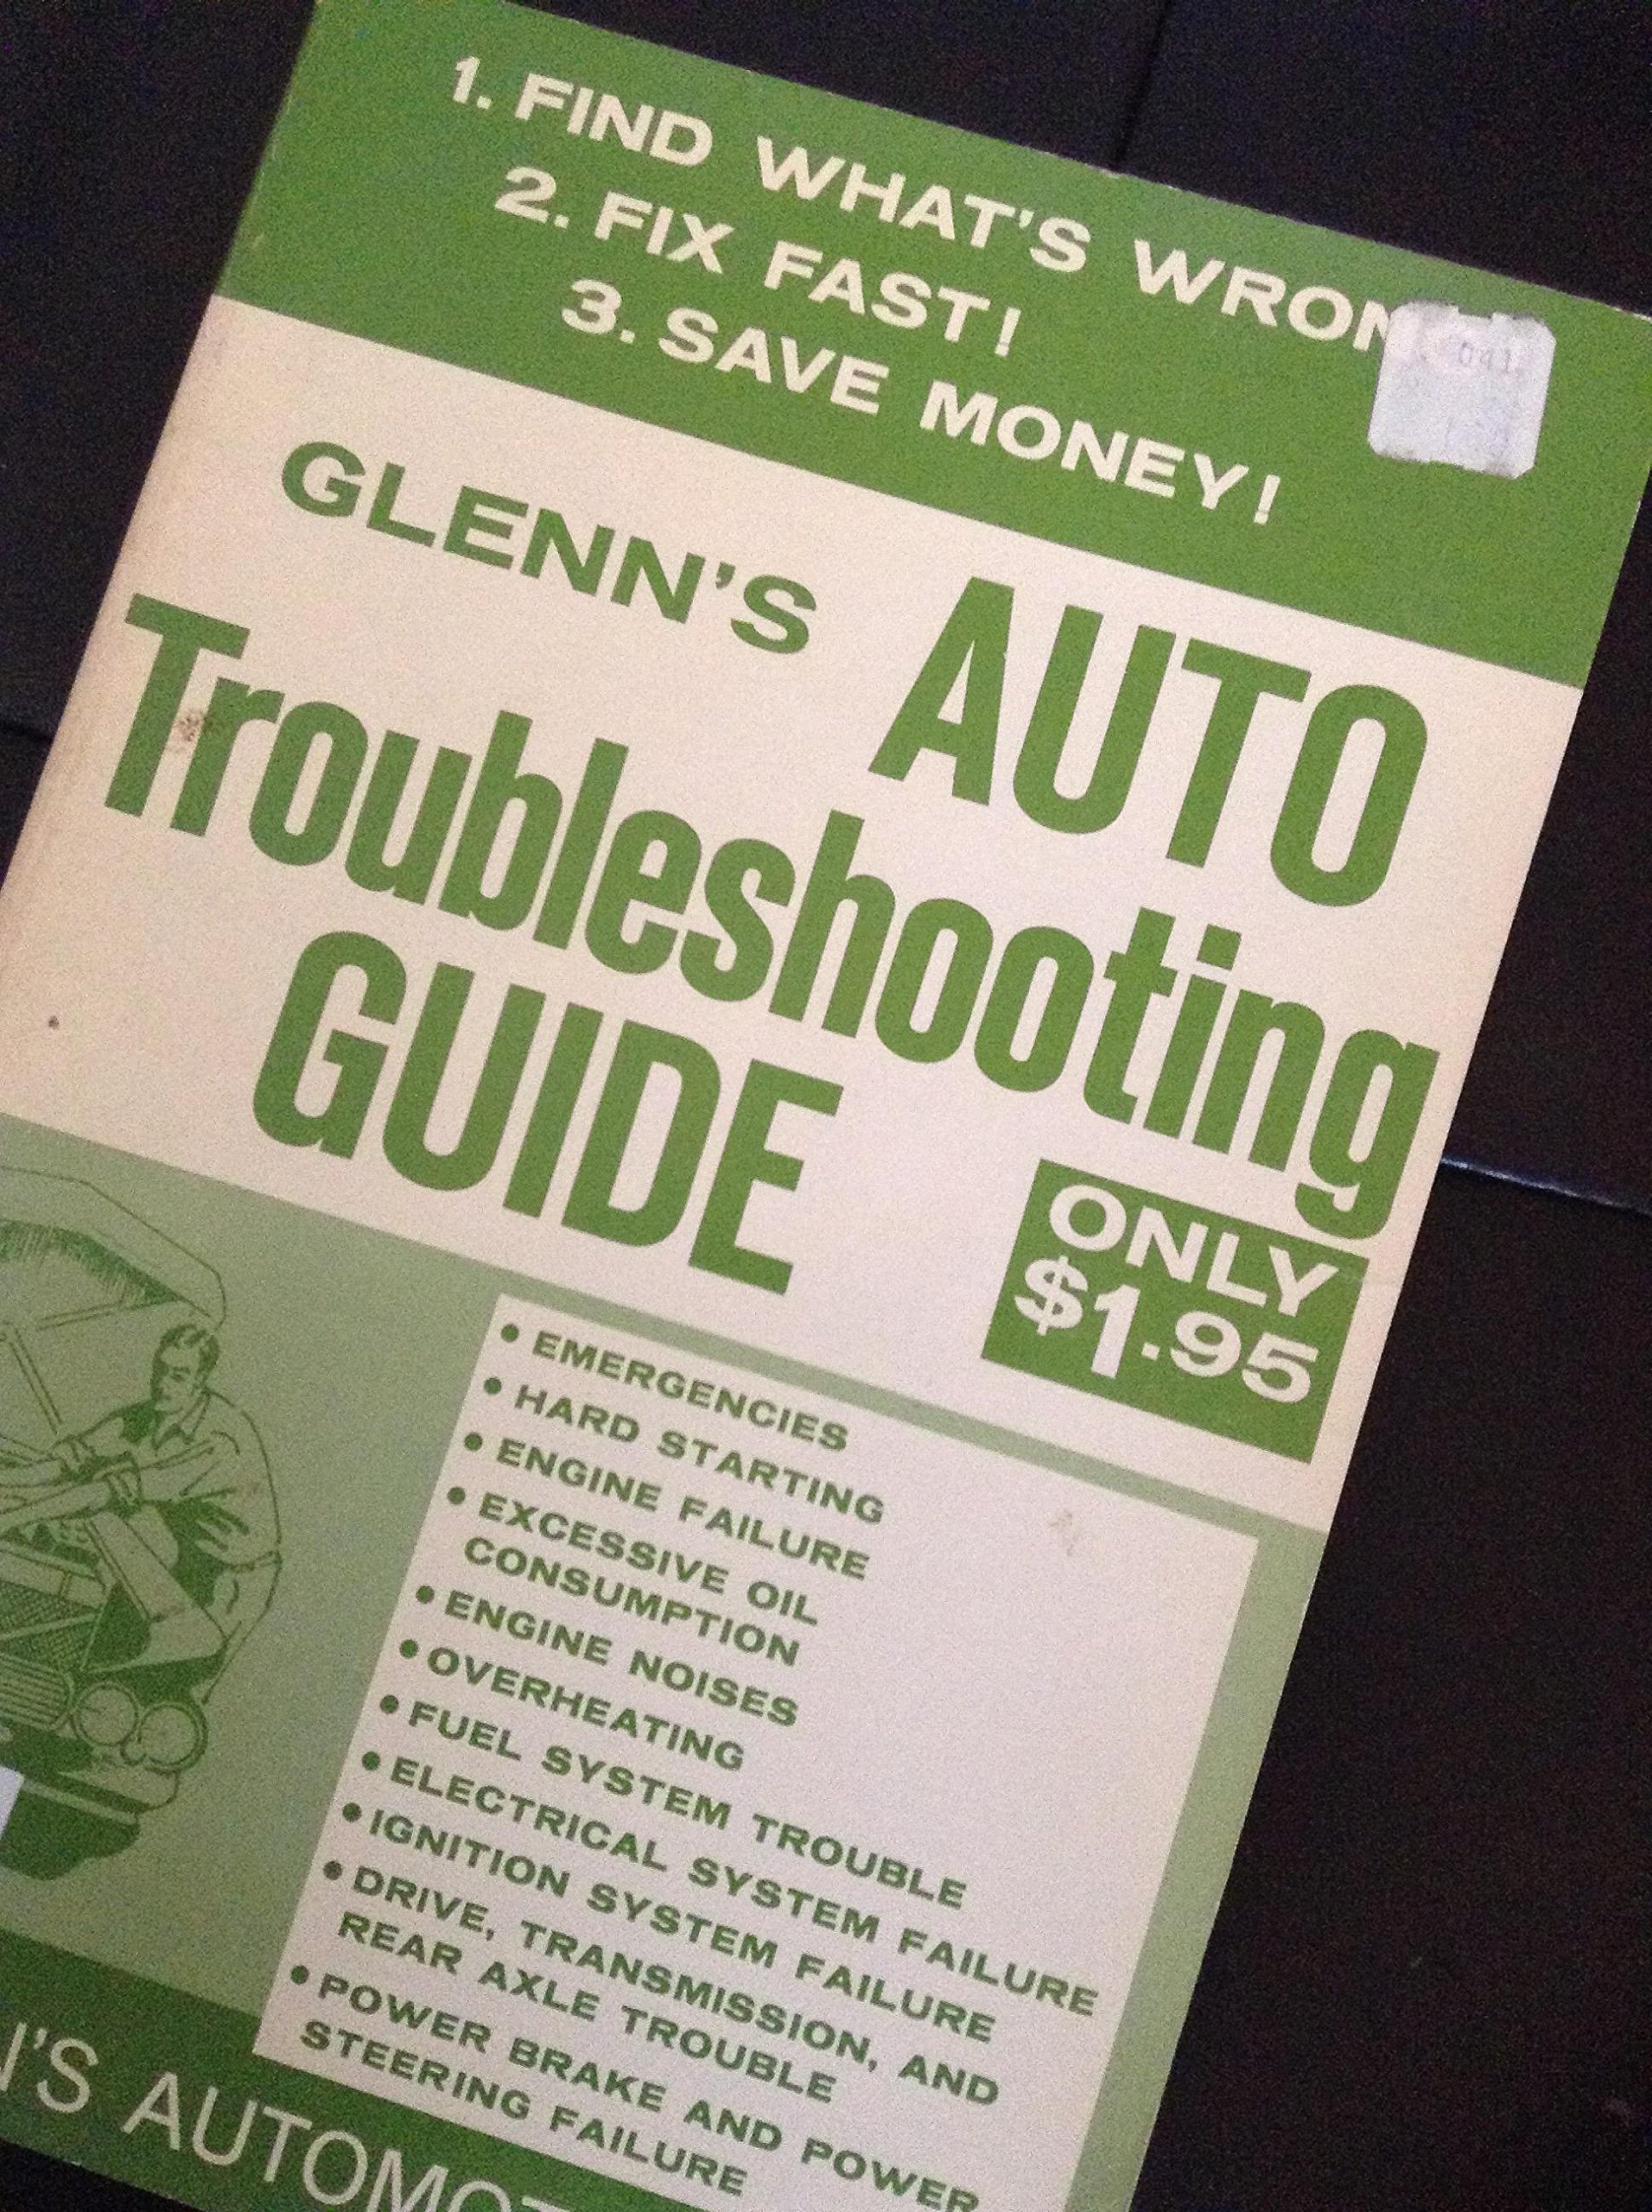 1. FIND WHAT'S WRON
2. FIX FAST!
3. SAVE MONEY!
041
GLENN'S AUTO
Troubleshooting
GUIDE
ONLY
$1.95
• EMERGENCIES
• HARD STARTING
• ENGINE FAILURE
• EXCESSIVE OIL
CONSUMPTION
• ENGINE NOISES
• OVERHEATING
• FUEL SYSTEM TROUBLE
• ELECTRICAL SYSTEM FAILURE
• IGNITION SYSTEM FAILURE
• DRIVE, TRANSMISSION, AND
REAR AXLE TROUBLE
• POWER BRAKE AND POWER
STEERING FAILURE
N'S AUTOMOT